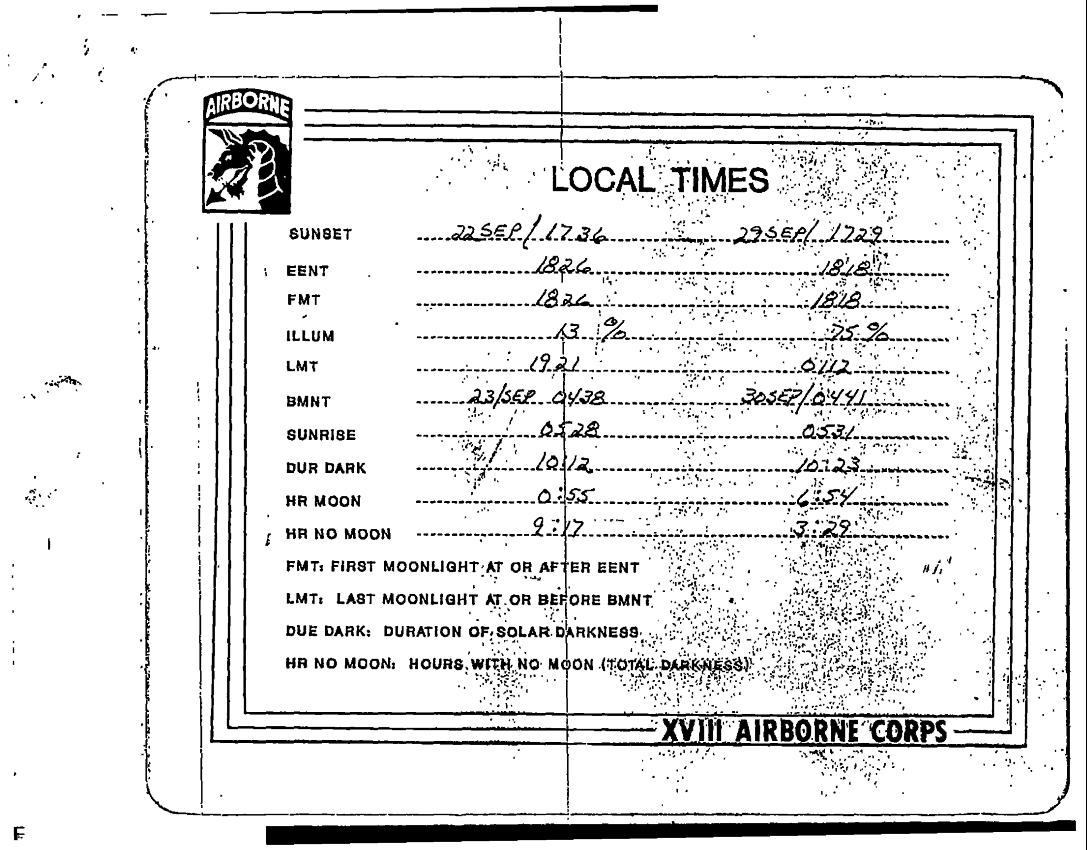 AIRBORNE
LOCAL TIMES
SUNSET 22SEP/1736 29SEP/1729
EENT 1826 1818
FMT 1826 1818
ILLUM 13 % 75 %
LMT 1921 0112
BMNT 23/SEP 0438 30SEP/0441
SUNRISE 0528 0531
DUR DARK 10:12 10:23
HR MOON 0:55 6:54
HR NO MOON 9:17 3:29
FMT: FIRST MOONLIGHT AT OR AFTER EENT
LMT: LAST MOONLIGHT AT OR BEFORE BMNT
DUE DARK: DURATION OF SOLAR DARKNESS
HR NO MOON: HOURS WITH NO MOON (TOTAL DARKNESS)
XVIII AIRBORNE CORPS